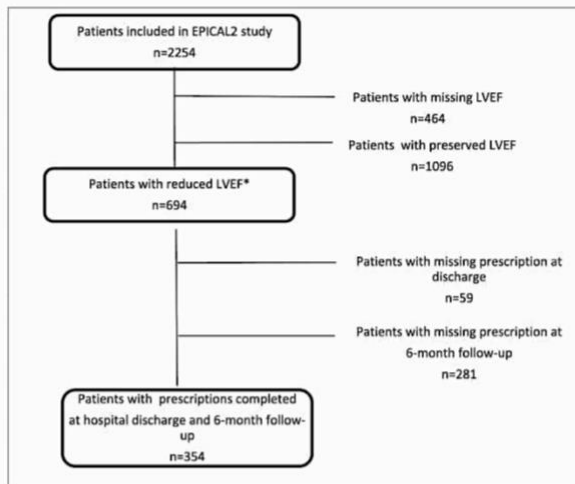 Patients included in EPICAL2 study
n=2254
Patients with missing LVEF
n=464
Patients with preserved LVEF
n=1096
Patients with reduced LVEF*
n=694
Patients with missing prescription at
discharge
n=59
Patients with missing prescription at
6-month follow-up
n=281
Patients with prescriptions completed
at hospital discharge and 6-month follow-
up
n=354